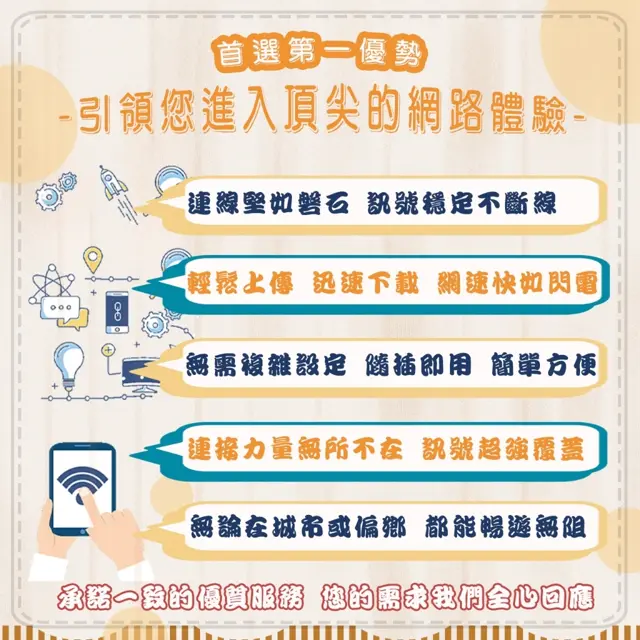 首選第一優勢
-引領您進入頂尖的網路體驗-
連線堅如磐石 訊號穩定不斷線
輕鬆上傳 迅速下載 網速快如閃電
無需複雜設定 隨插即用 簡單方便
連接力量無所不在 訊號超強覆蓋
無論在城市或偏鄉 都能暢遊無阻
承諾一致的優質服務 您的需求我們全心回應